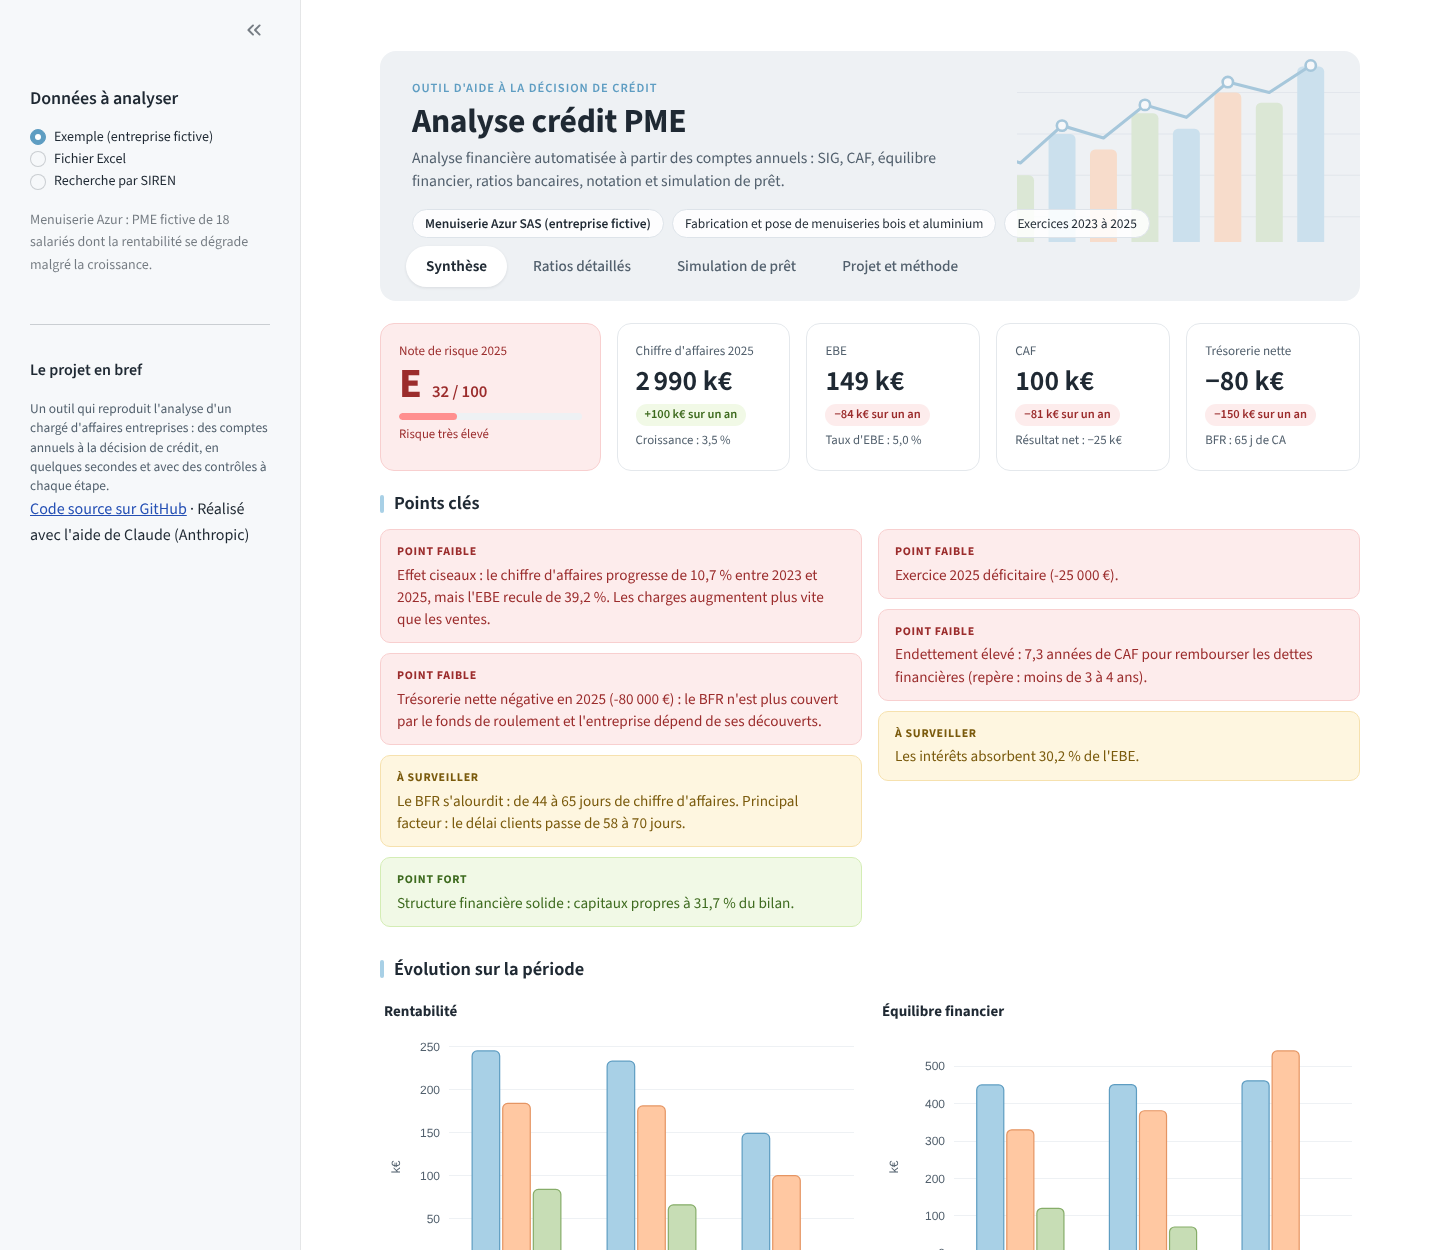 Données à analyser
Exemple (entreprise fictive)
Fichier Excel
Recherche par SIREN
Menuiserie Azur : PME fictive de 18
salariés dont la rentabilité se dégrade
malgré la croissance.
Le projet en bref
Un outil qui reproduit l'analyse d'un
chargé d'affaires entreprises : des comptes
annuels à la décision de crédit, en
quelques secondes et avec des contrôles à
chaque étape.
Code source sur GitHub · Réalisé
avec l'aide de Claude (Anthropic)
OUTIL D'AIDE À LA DÉCISION DE CRÉDIT
Analyse crédit PME
Analyse financière automatisée à partir des comptes annuels : SIG, CAF, équilibre
financier, ratios bancaires, notation et simulation de prêt.
Menuiserie Azur SAS (entreprise fictive) Fabrication et pose de menuiseries bois et aluminium Exercices 2023 à 2025
Synthèse Ratios détaillés Simulation de prêt Projet et méthode
Note de risque 2025
E 32 / 100
Risque très élevé
Chiffre d'affaires 2025
2 990 k€
+100 k€ sur un an
Croissance : 3,5 %
EBE
149 k€
−84 k€ sur un an
Taux d'EBE : 5,0 %
CAF
100 k€
−81 k€ sur un an
Résultat net : −25 k€
Trésorerie nette
−80 k€
−150 k€ sur un an
BFR : 65 j de CA
Points clés
POINT FAIBLE
Effet ciseaux : le chiffre d'affaires progresse de 10,7 % entre 2023 et
2025, mais l'EBE recule de 39,2 %. Les charges augmentent plus vite
que les ventes.
POINT FAIBLE
Trésorerie nette négative en 2025 (-80 000 €) : le BFR n'est plus couvert
par le fonds de roulement et l'entreprise dépend de ses découverts.
À SURVEILLER
Le BFR s'alourdit : de 44 à 65 jours de chiffre d'affaires. Principal
facteur : le délai clients passe de 58 à 70 jours.
POINT FORT
Structure financière solide : capitaux propres à 31,7 % du bilan.
POINT FAIBLE
Exercice 2025 déficitaire (-25 000 €).
POINT FAIBLE
Endettement élevé : 7,3 années de CAF pour rembourser les dettes
financières (repère : moins de 3 à 4 ans).
À SURVEILLER
Les intérêts absorbent 30,2 % de l'EBE.
Évolution sur la période
Rentabilité
250
200
150
100
50
k€
Équilibre financier
500
400
300
200
100
k€